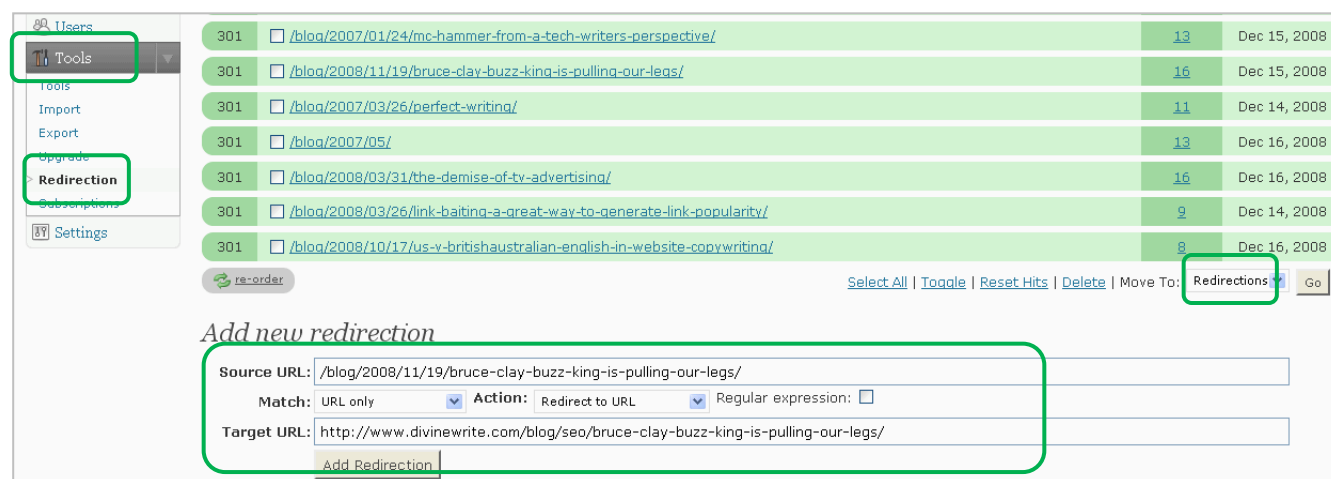 Users
Tools
Tools
Import
Export
Upgrade
Redirection
Subscriptions
Settings
301 /blog/2007/01/24/mc-hammer-from-a-tech-writers-perspective/ 13 Dec 15, 2008
301 /blog/2008/11/19/bruce-clay-buzz-king-is-pulling-our-legs/ 16 Dec 15, 2008
301 /blog/2007/03/26/perfect-writing/ 11 Dec 14, 2008
301 /blog/2007/05/ 13 Dec 16, 2008
301 /blog/2008/03/31/the-demise-of-tv-advertising/ 16 Dec 16, 2008
301 /blog/2008/03/26/link-baiting-a-great-way-to-generate-link-popularity/ 9 Dec 14, 2008
301 /blog/2008/10/17/us-v-britishaustralian-english-in-website-copywriting/ 8 Dec 16, 2008
re-order Select All | Toggle | Reset Hits | Delete | Move To: Redirections Go
Add new redirection
Source URL: /blog/2008/11/19/bruce-clay-buzz-king-is-pulling-our-legs/
Match: URL only Action: Redirect to URL Regular expression:
Target URL: http://www.divinewrite.com/blog/seo/bruce-clay-buzz-king-is-pulling-our-legs/
Add Redirection